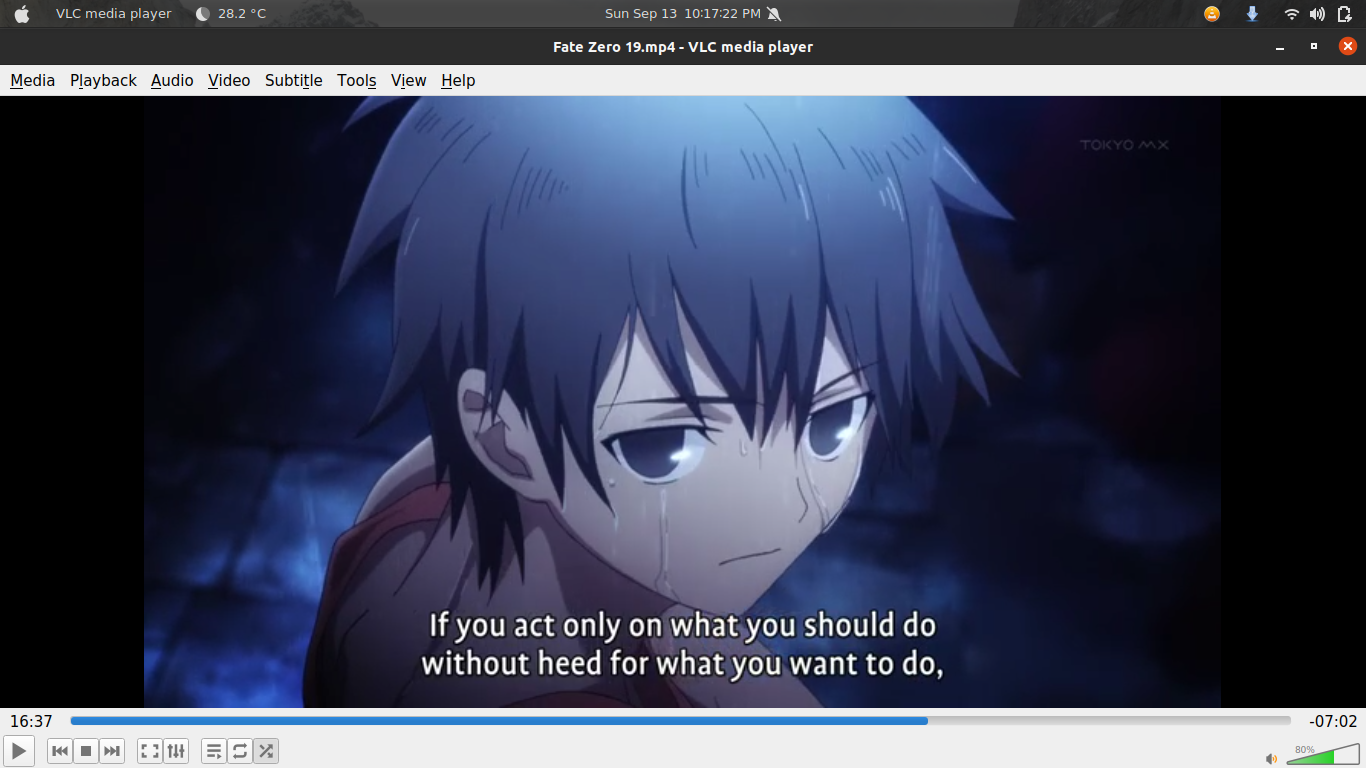 VLC media player
28.2 °C
Sun Sep 13 10:17:22 PM
Fate Zero 19.mp4 - VLC media player
Media Playback Audio Video Subtitle Tools View Help
TOKYO MX
If you act only on what you should do
without heed for what you want to do,
16:37
-07:02
80%